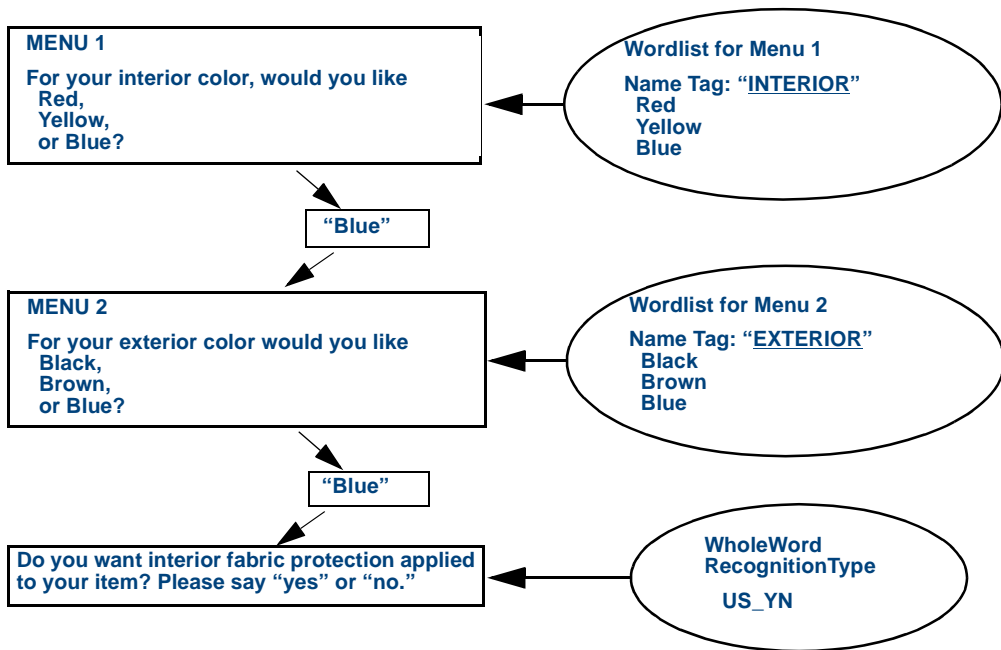 MENU 1
For your interior color, would you like
Red,
Yellow,
or Blue?
Wordlist for Menu 1
Name Tag: “INTERIOR”
Red
Yellow
Blue
“Blue”
MENU 2
For your exterior color would you like
Black,
Brown,
or Blue?
Wordlist for Menu 2
Name Tag: “EXTERIOR”
Black
Brown
Blue
“Blue”
Do you want interior fabric protection applied
to your item? Please say “yes” or “no.”
WholeWord
RecognitionType
US_YN